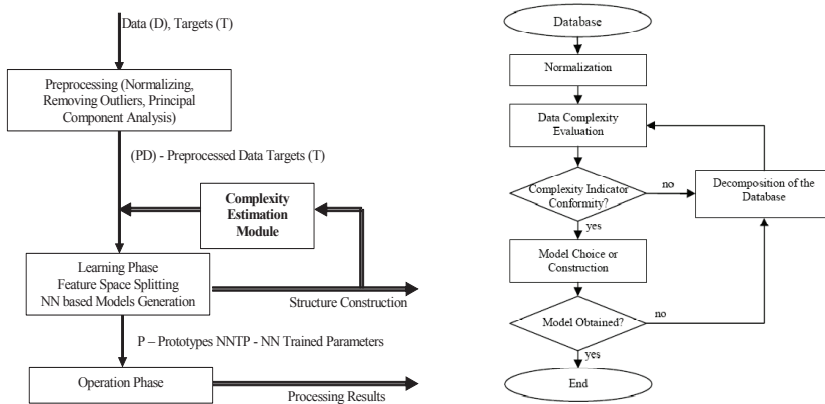 Data (D), Targets (T)
Preprocessing (Normalizing,
Removing Outliers, Principal
Component Analysis)
(PD) - Preprocessed Data Targets (T)
Complexity
Estimation
Module
Learning Phase
Feature Space Splitting
NN based Models Generation
Structure Construction
P – Prototypes NNTP - NN Trained Parameters
Operation Phase
Processing Results
Database
Normalization
Data Complexity
Evaluation
Complexity Indicator
Conformity?
no
Decomposition of the
Database
yes
Model Choice or
Construction
Model Obtained?
no
yes
End